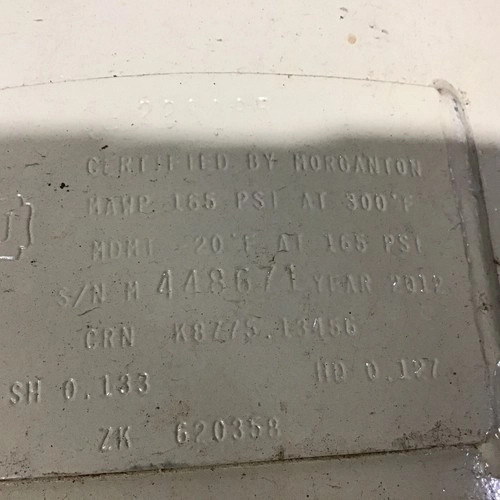 CERTIFIED BY MORGANTON
MAWP 165 PSI AT 300°F
MDMT -20°F AT 165 PSI
S/N M 448671 YEAR 2012
CRN K8775.13456
SH 0.133 HD 0.127
ZK 620358